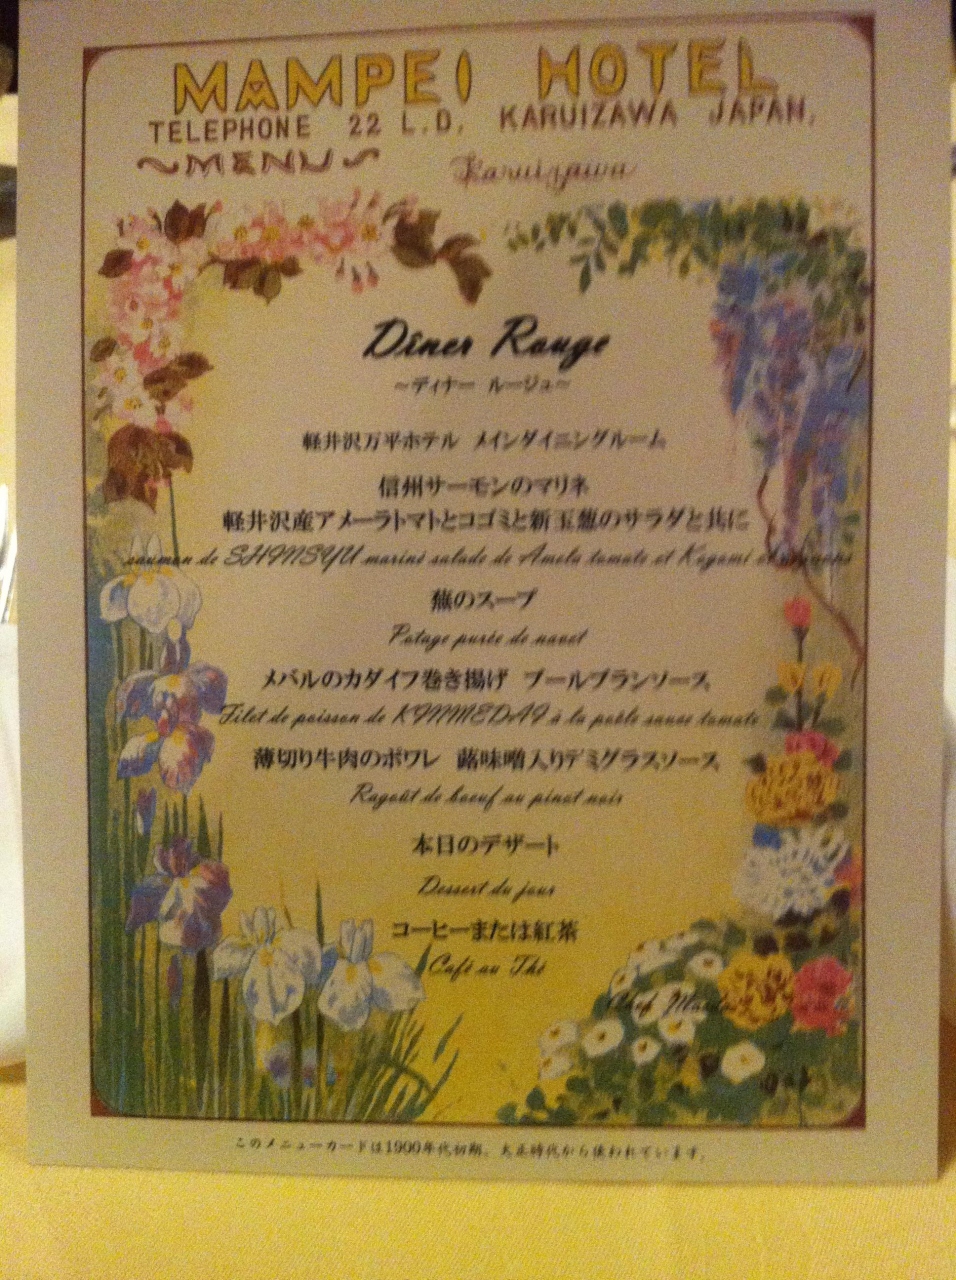 MAMPEI HOTEL
TELEPHONE 22 L.D. KARUIZAWA JAPAN.
~MENU~ Karuizawa
Dîner Rouge
~ディナー ルージュ~
軽井沢万平ホテル メインダイニングルーム
信州サーモンのマリネ
軽井沢産アメーラトマトとコゴミと新玉葱のサラダと共に
saumon de SHINSYU mariné salade de Amela tomate et Kogomi et
蕪のスープ
Potage purée de navet
メバルのカダイフ巻き揚げ ブールブランソース
Filet de poisson de KINMEDAI à la poêle sauce tomate
薄切り牛肉のポワレ 蕗味噌入りデミグラスソース
Ragoût de boeuf au pinot noir
本日のデザート
Dessert du jour
コーヒーまたは紅茶
Café ou Thé
Chef
このメニューカードは1900年代初期、大正時代から使われています。